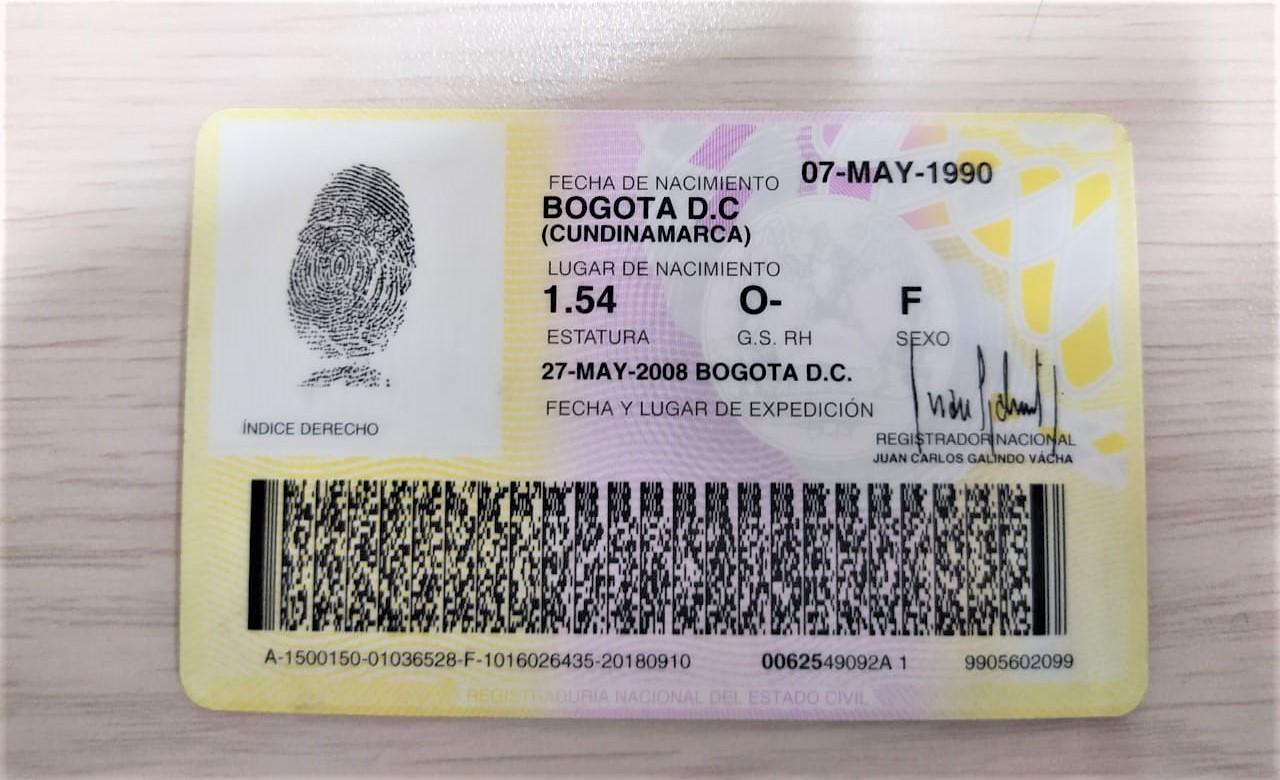 07-MAY-1990
FECHA DE NACIMIENTO
BOGOTA D.C
(CUNDINAMARCA)
LUGAR DE NACIMIENTO
1.54 O- F
ESTATURA G.S. RH SEXO
27-MAY-2008 BOGOTA D.C.
FECHA Y LUGAR DE EXPEDICIÓN
ÍNDICE DERECHO
REGISTRADOR NACIONAL
JUAN CARLOS GALINDO VÁCHA
A-1500150-01036528-F-1016026435-20180910 0062549092A 1 9905602099
REGISTRADURIA NACIONAL DEL ESTADO CIVIL